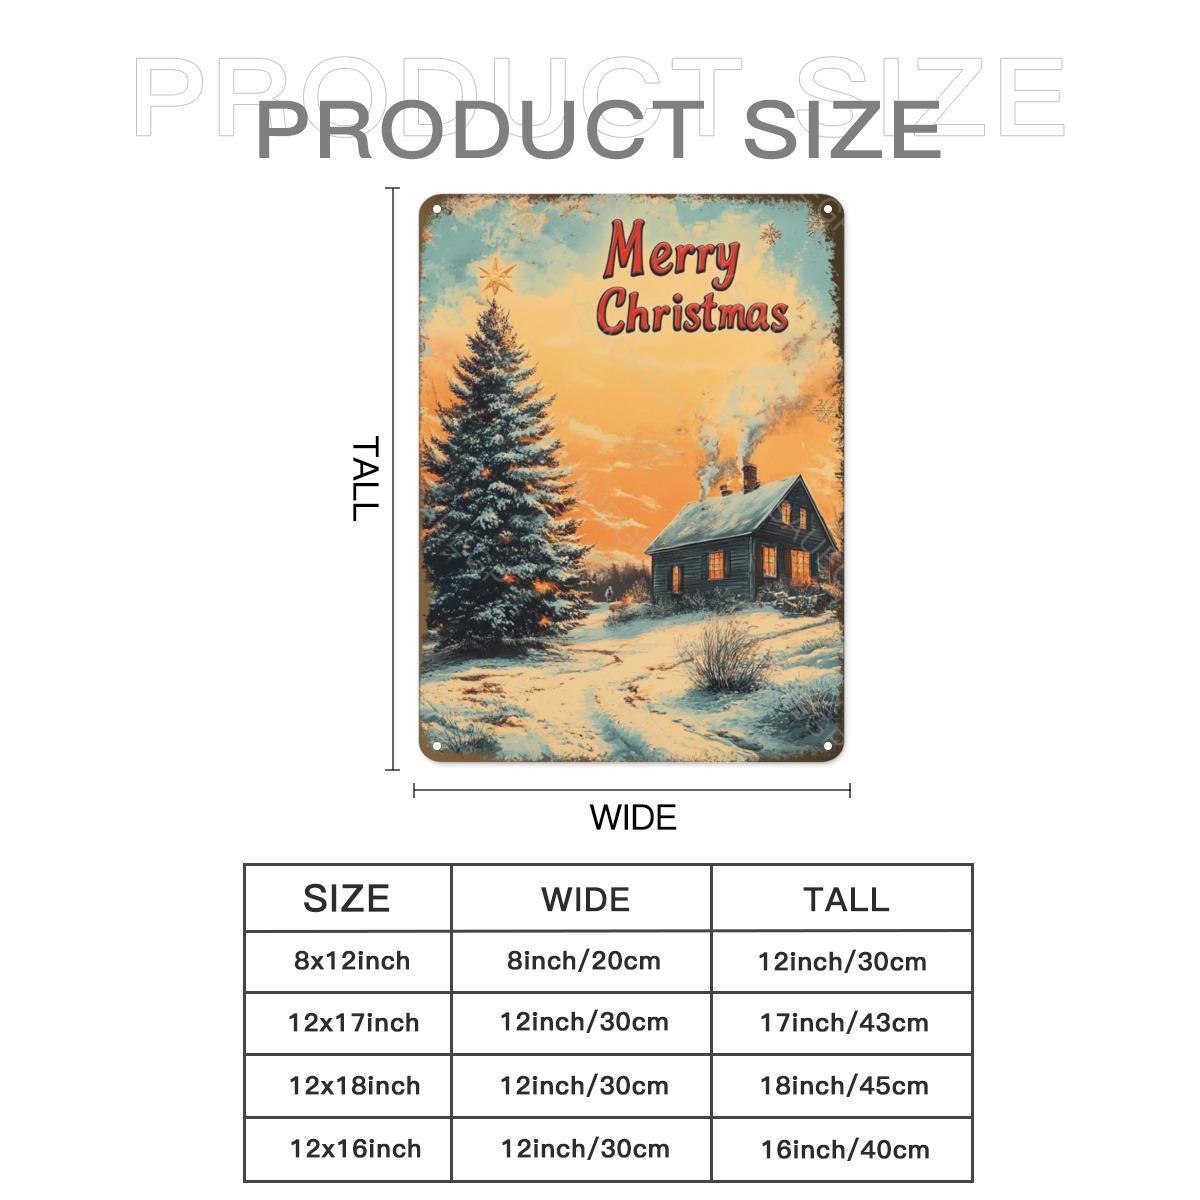 PRODUCT SIZE
PRODUCT SIZE
Merry
Christmas
TALL
WIDE
SIZE WIDE TALL
8x12inch 8inch/20cm 12inch/30cm
12x17inch 12inch/30cm 17inch/43cm
12x18inch 12inch/30cm 18inch/45cm
12x16inch 12inch/30cm 16inch/40cm